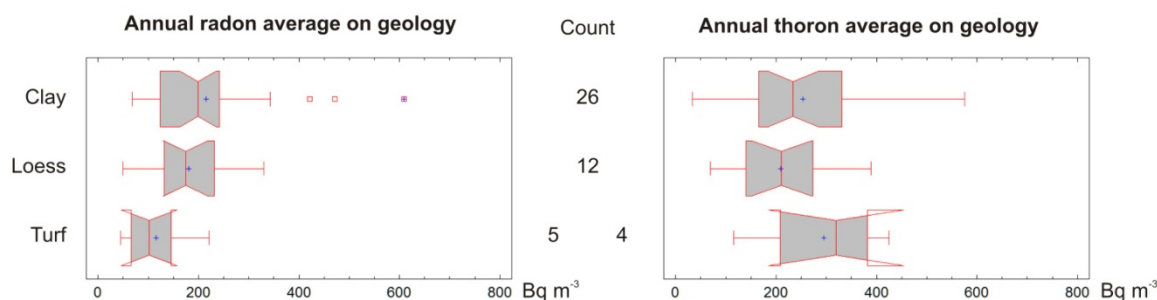 Annual radon average on geology Count Annual thoron average on geology
Clay 26
Loess 12
Turf 5 4
0 200 400 600 800 Bq m⁻³ 0 200 400 600 800 Bq m⁻³